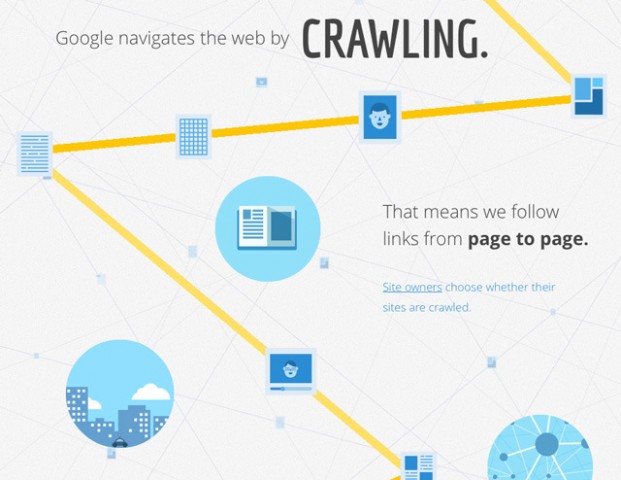 Google navigates the web by CRAWLING.
That means we follow
links from page to page.
Site owners choose whether their
sites are crawled.